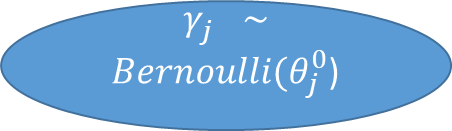 γⱼ ~
Bernoulli(θⱼ⁰)